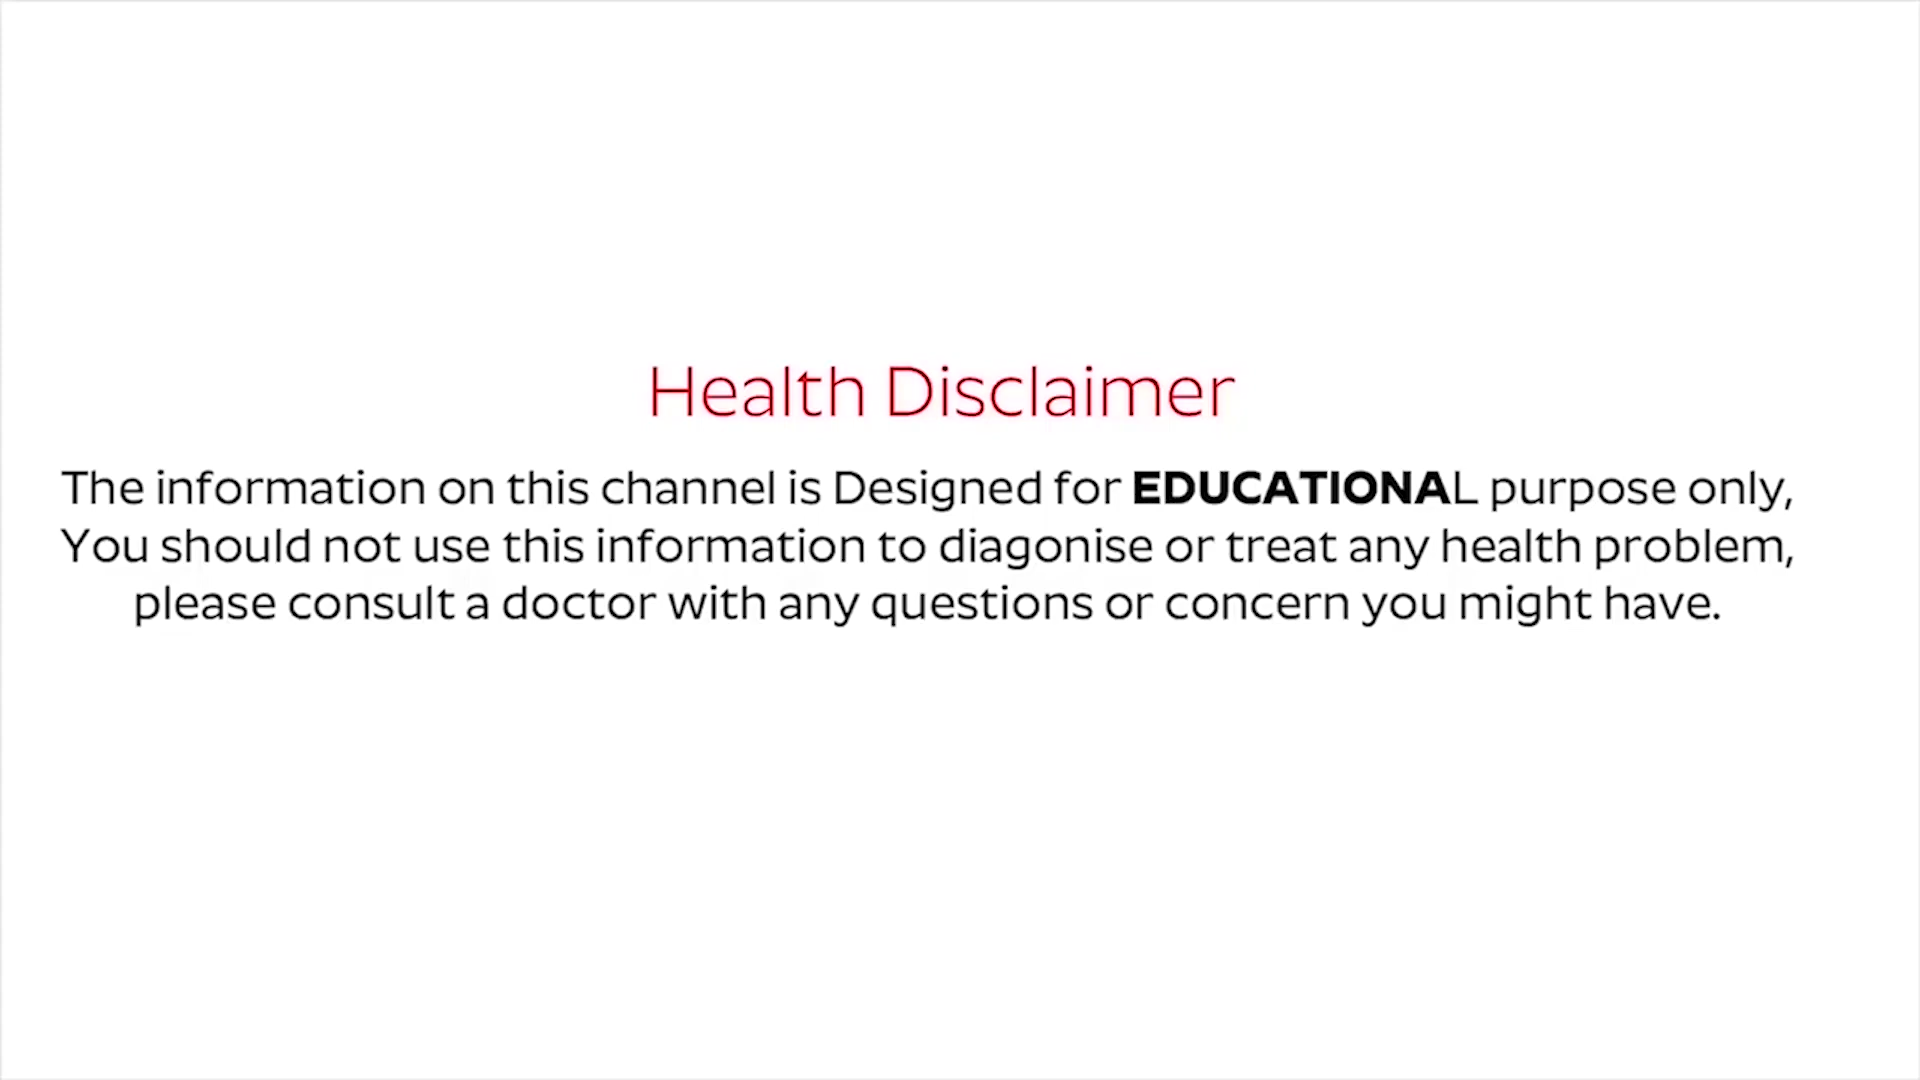 Health Disclaimer
The information on this channel is Designed for EDUCATIONAL purpose only,
You should not use this information to diagonise or treat any health problem,
please consult a doctor with any questions or concern you might have.